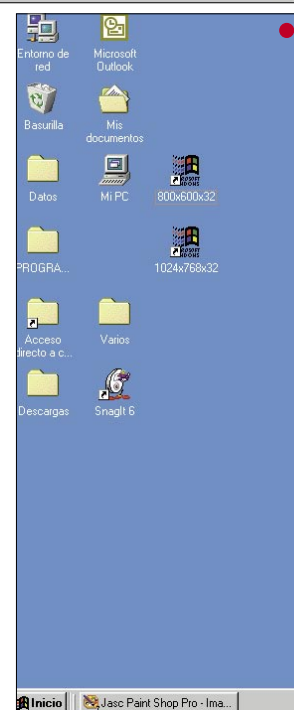 Entorno de
red
Microsoft
Outlook
Basurilla
Mis
documentos
Datos
Mi PC
800x600x32
PROGRA...
1024x768x32
Acceso
directo a c...
Varios
Descargas
SnagIt 6
Inicio
Jasc Paint Shop Pro - Ima...